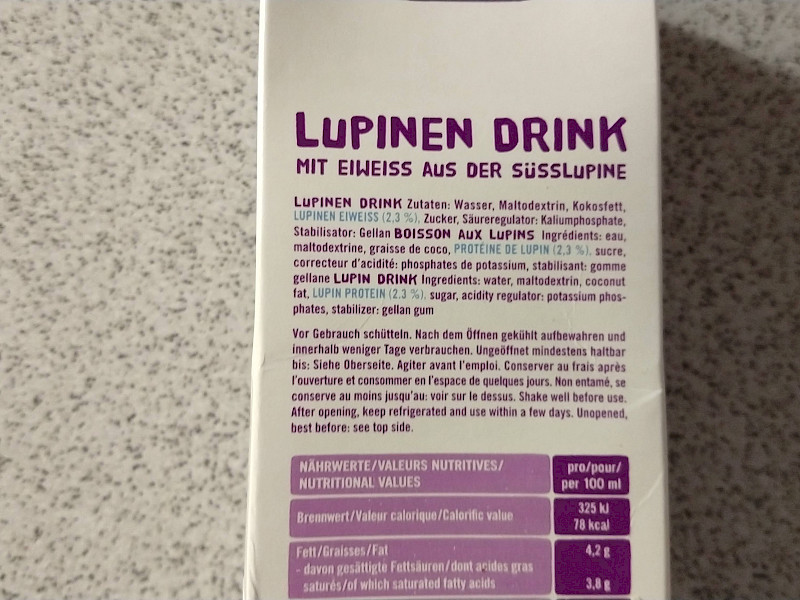 LUPINEN DRINK
MIT EIWEISS AUS DER SÜSSLUPINE
LUPINEN DRINK Zutaten: Wasser, Maltodextrin, Kokosfett,
LUPINEN EIWEISS (2,3 %), Zucker, Säureregulator: Kaliumphosphate,
Stabilisator: Gellan BOISSON AUX LUPINS Ingrédients: eau,
maltodextrine, graisse de coco, PROTÉINE DE LUPIN (2,3 %), sucre,
correcteur d'acidité: phosphates de potassium, stabilisant: gomme
gellane LUPIN DRINK Ingredients: water, maltodextrin, coconut
fat, LUPIN PROTEIN (2.3 %), sugar, acidity regulator: potassium phos-
phates, stabilizer: gellan gum
Vor Gebrauch schütteln. Nach dem Öffnen gekühlt aufbewahren und
innerhalb weniger Tage verbrauchen. Ungeöffnet mindestens haltbar
bis: Siehe Oberseite. Agiter avant l'emploi. Conserver au frais après
l'ouverture et consommer en l'espace de quelques jours. Non entamé, se
conserve au moins jusqu'au: voir sur le dessus. Shake well before use.
After opening, keep refrigerated and use within a few days. Unopened,
best before: see top side.
NÄHRWERTE/VALEURS NUTRITIVES/
NUTRITIONAL VALUES
pro/pour/
per 100 ml
Brennwert/Valeur calorique/Calorific value
325 kJ
78 kcal
Fett/Graisses/Fat
4,2 g
- davon gesättigte Fettsäuren/dont acides gras
saturés/of which saturated fatty acids
3,8 g